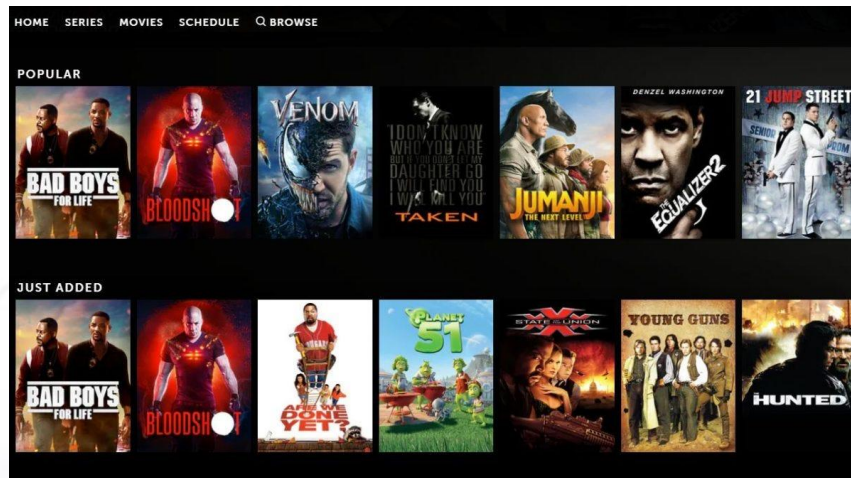 HOME SERIES MOVIES SCHEDULE BROWSE
POPULAR
BAD BOYS
FOR LIFE
BLOODSHOT
VENOM
"I DON'T KNOW
WHO YOU ARE
BUT IF YOU DON'T LET MY
DAUGHTER GO
I WILL FIND YOU
I WILL KILL YOU"
TAKEN
JUMANJI
THE NEXT LEVEL
DENZEL WASHINGTON
THE
EQUALIZER 2
21 JUMP STREET
SENIOR
PROM
JUST ADDED
BAD BOYS
FOR LIFE
BLOODSHOT
ARE WE
DONE
YET?
PLANET
51
XXX
STATE OF THE UNION
YOUNG GUNS
HUNTED